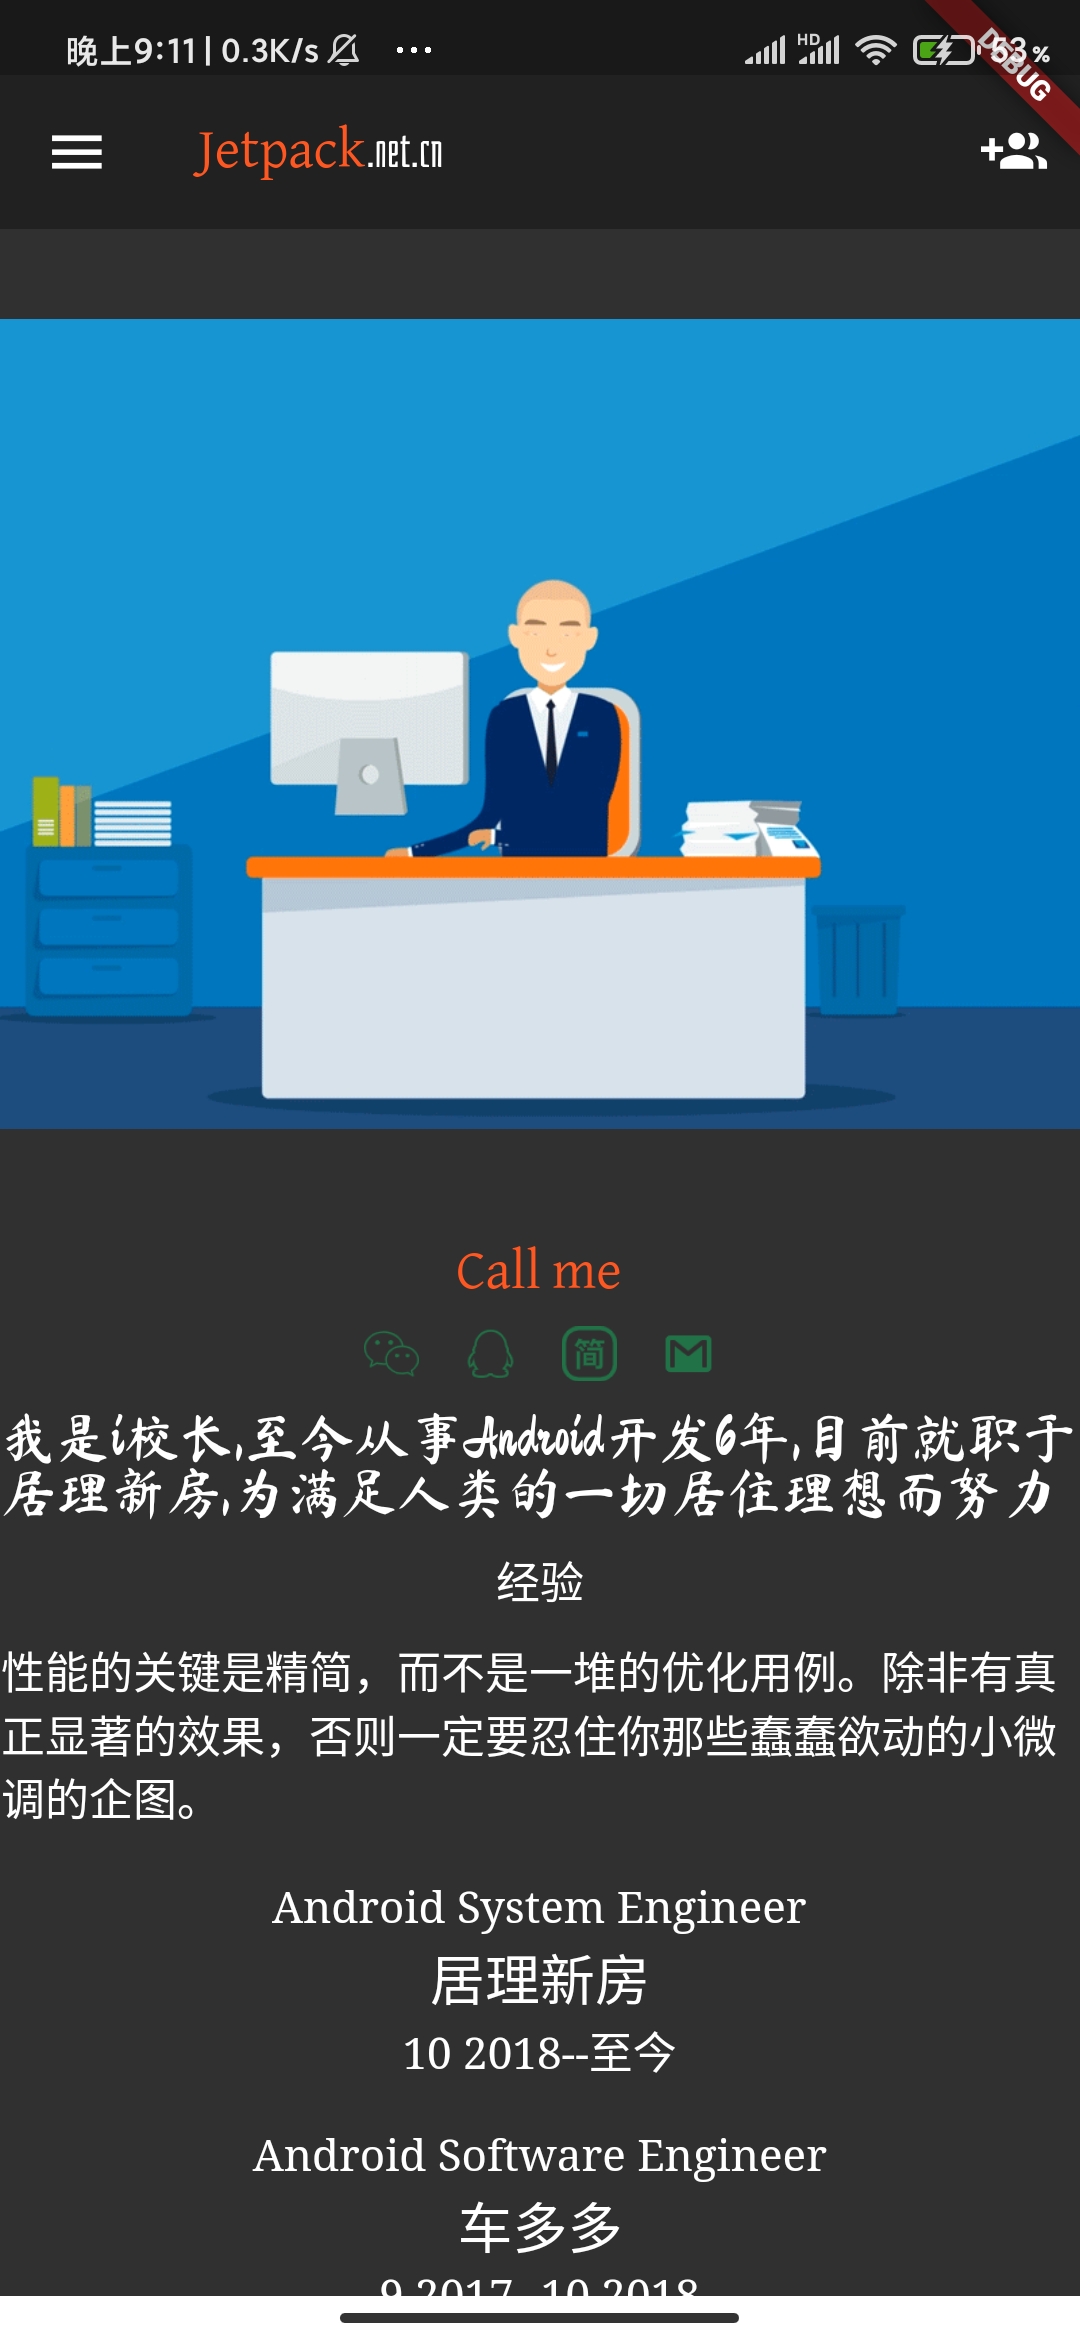 晚上9:11 | 0.3K/s ...
HD
53%
DEBUG
Jetpack.net.cn
Call me
简
我是i校长,至今从事Android开发6年,目前就职于
居理新房,为满足人类的一切居住理想而努力
经验
性能的关键是精简，而不是一堆的优化用例。除非有真
正显著的效果，否则一定要忍住你那些蠢蠢欲动的小微
调的企图。
Android System Engineer
居理新房
10 2018--至今
Android Software Engineer
车多多
9 2017--10 2018